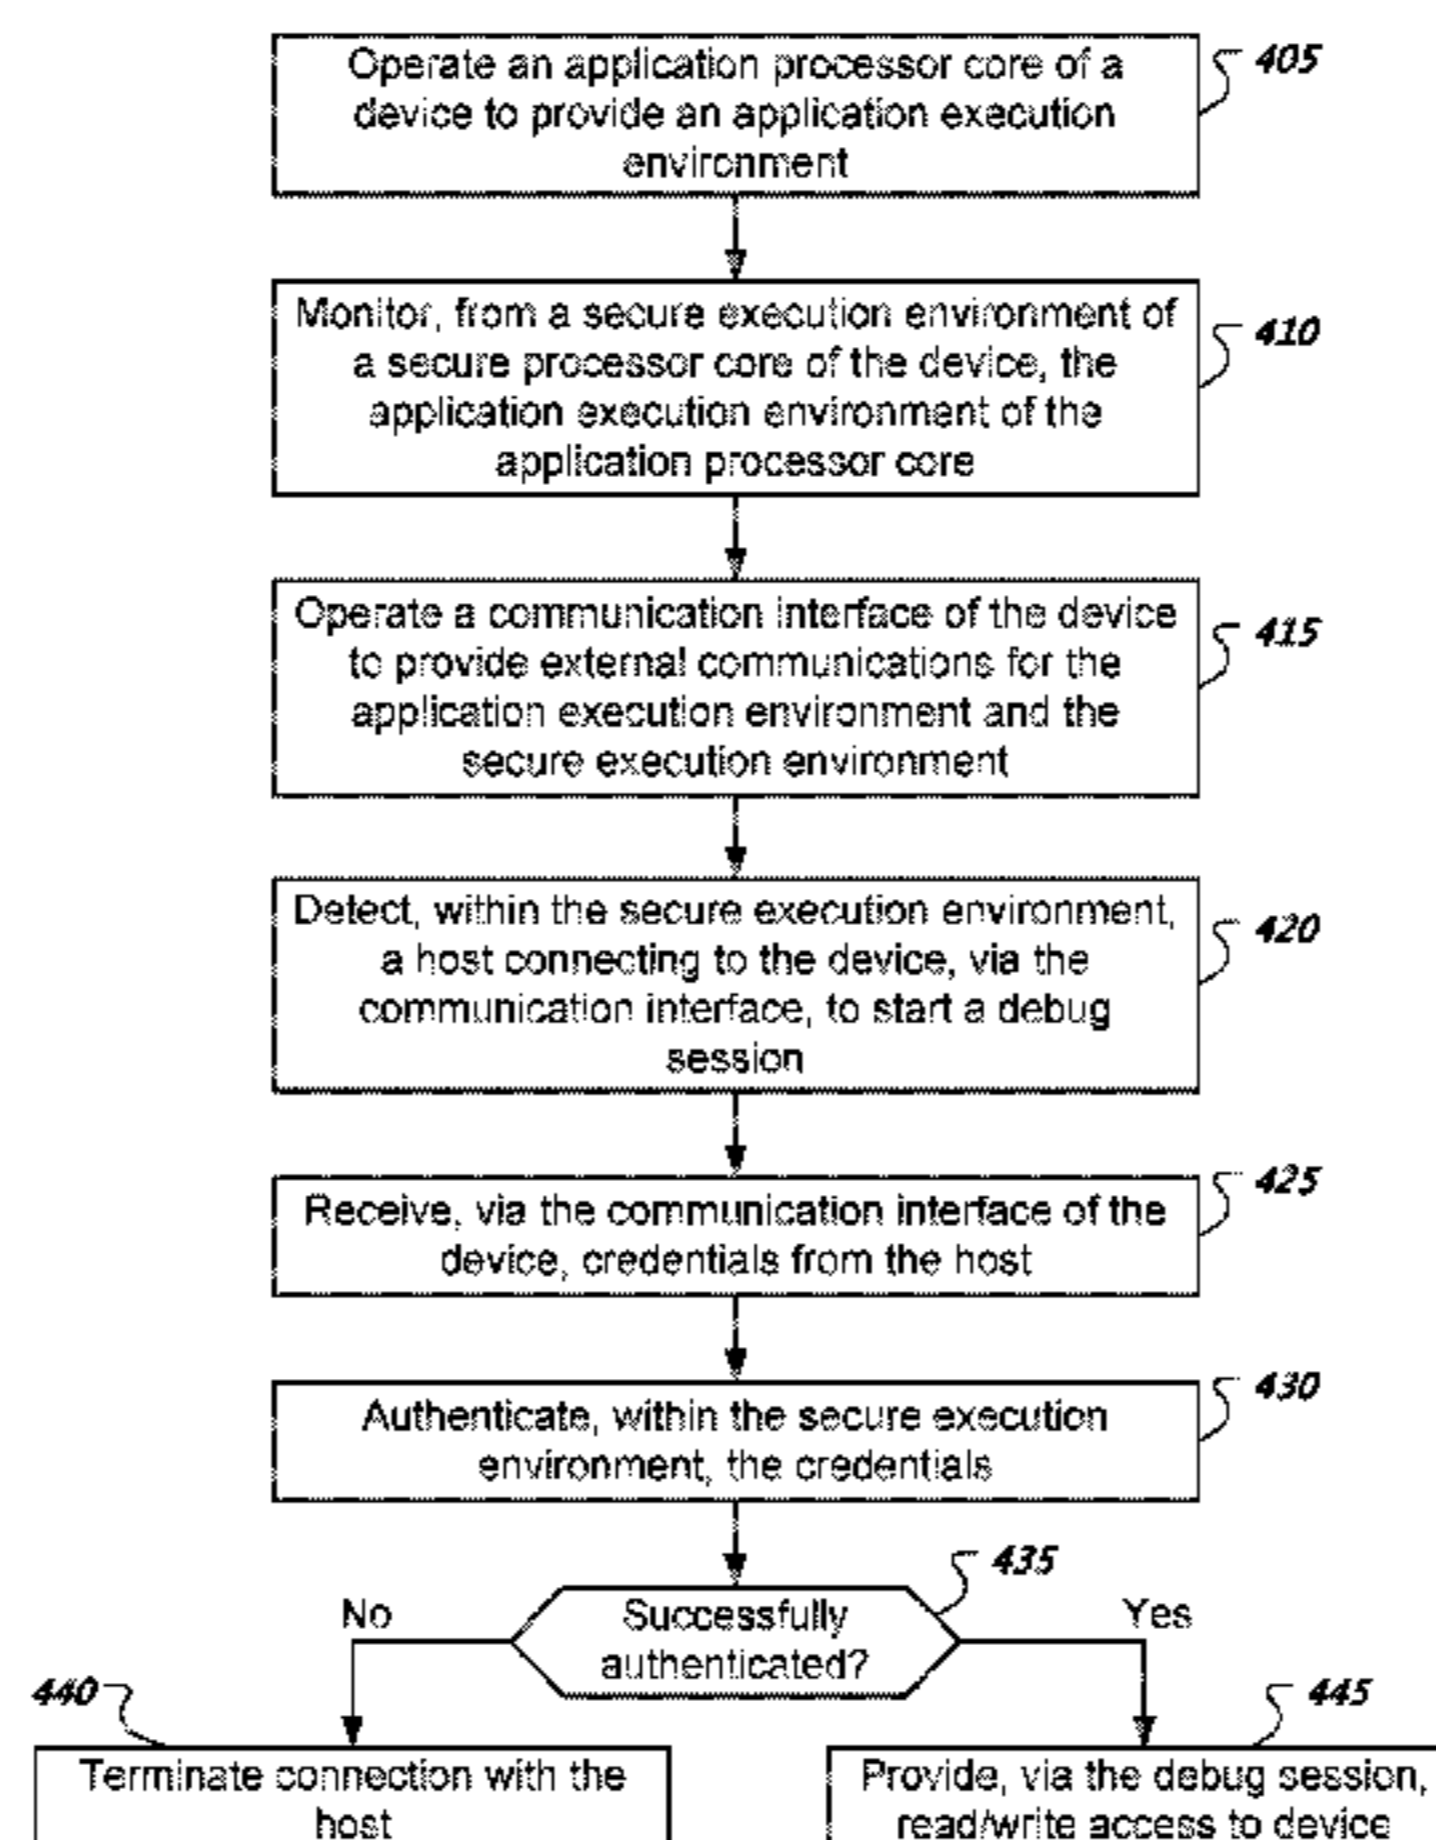 Operate an application processor core of a
device to provide an application execution
environment
405
Monitor, from a secure execution environment of
a secure processor core of the device, the
application execution environment of the
application processor core
410
Operate a communication interface of the device
to provide external communications for the
application execution environment and the
secure execution environment
415
Detect, within the secure execution environment,
a host connecting to the device, via the
communication interface, to start a debug
session
420
Receive, via the communication interface of the
device, credentials from the host
425
Authenticate, within the secure execution
environment, the credentials
430
435
No
Successfully
authenticated?
Yes
440
Terminate connection with the
host
445
Provide, via the debug session,
read/write access to device